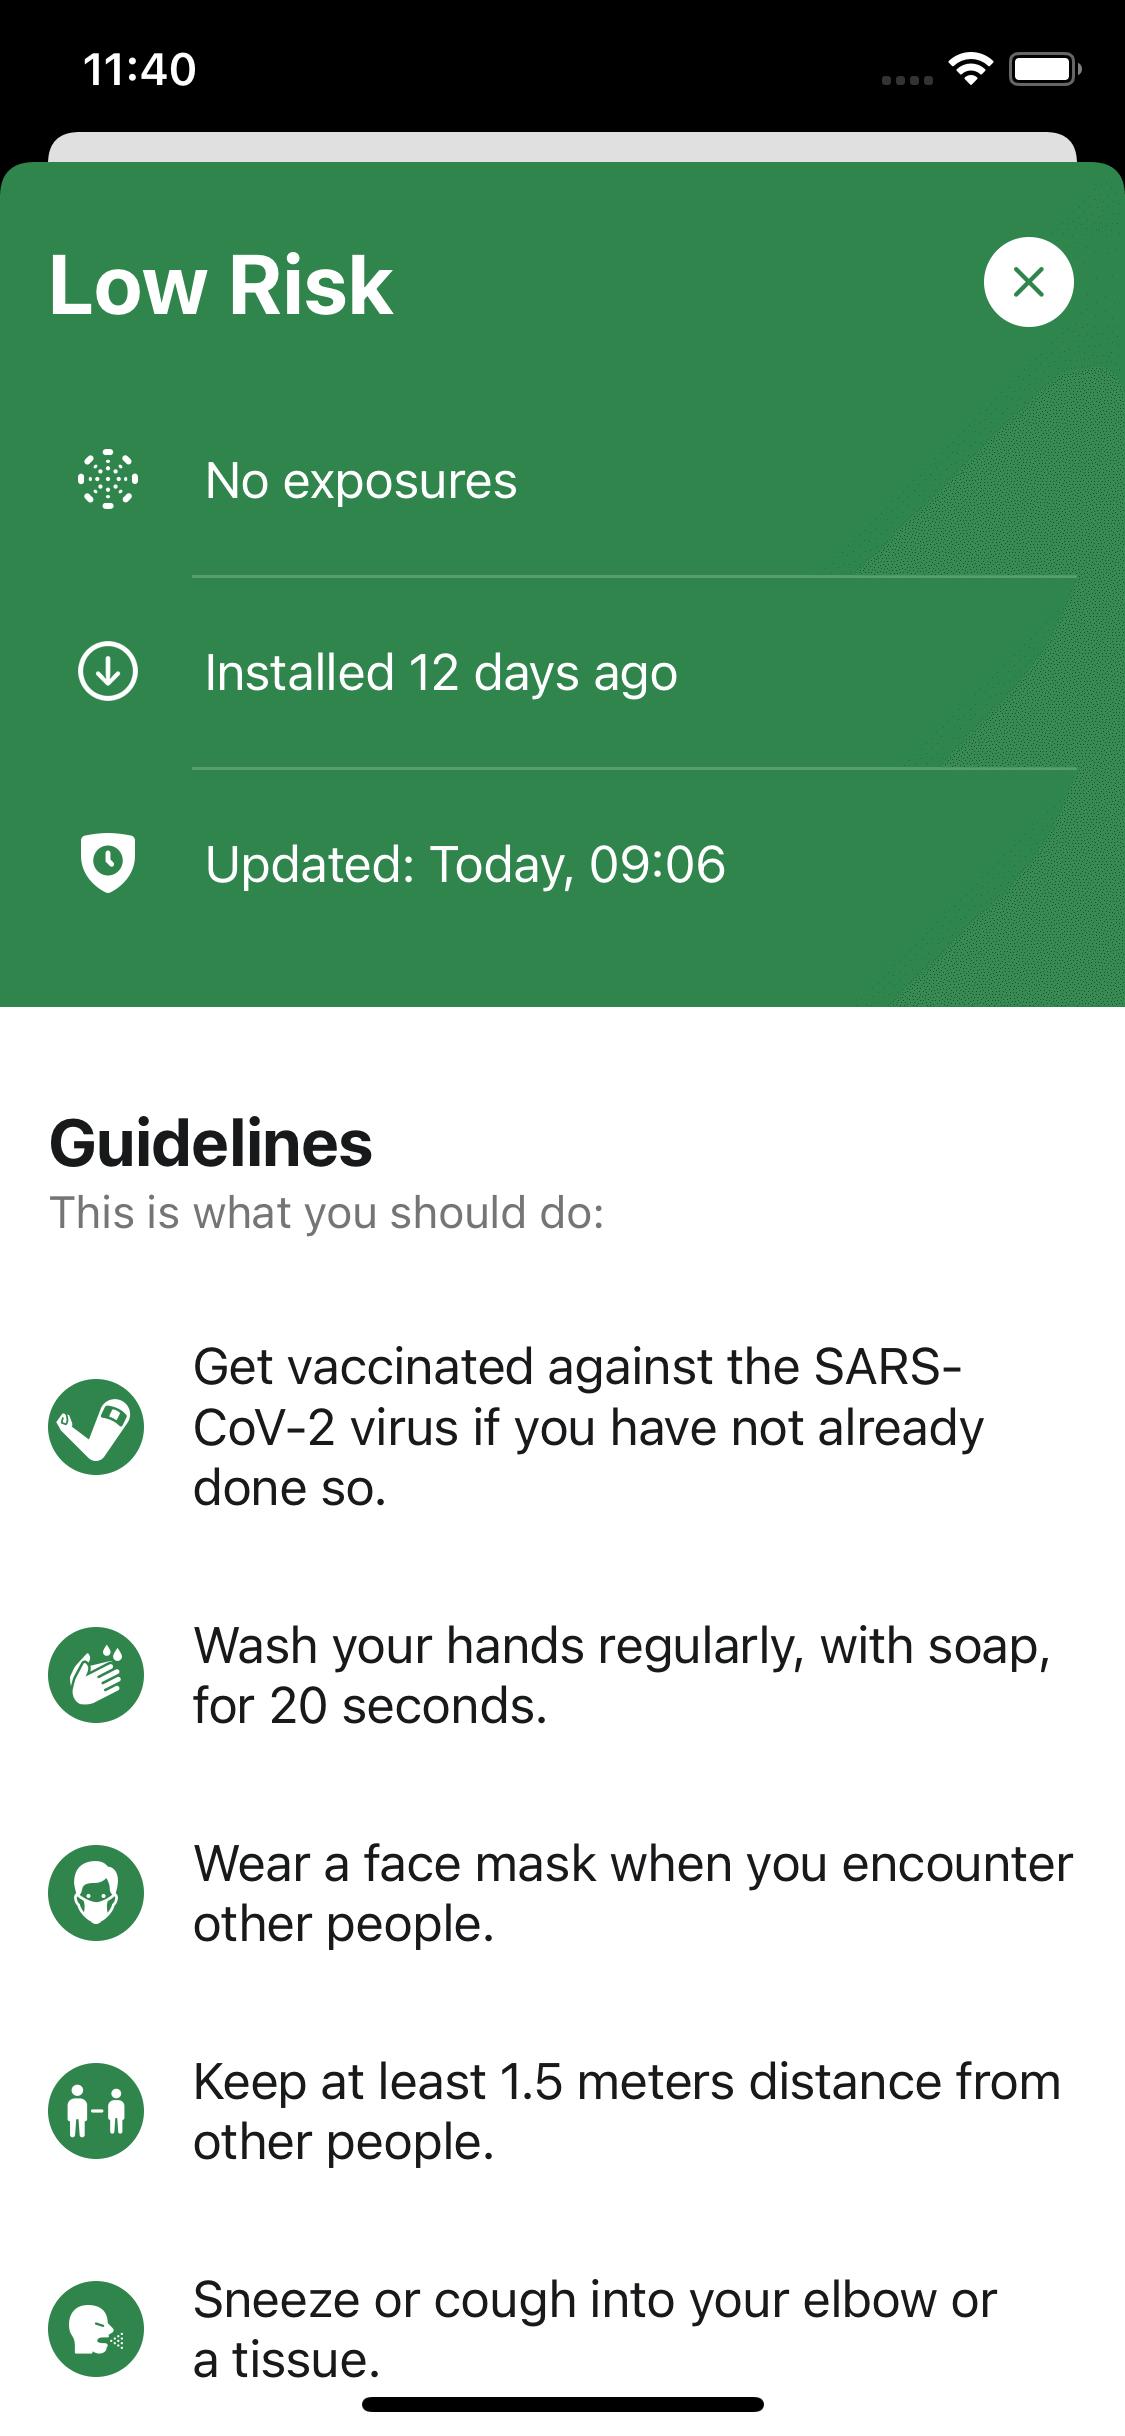 11:40
Low Risk
No exposures
Installed 12 days ago
Updated: Today, 09:06
Guidelines
This is what you should do:
Get vaccinated against the SARS-
CoV-2 virus if you have not already
done so.
Wash your hands regularly, with soap,
for 20 seconds.
Wear a face mask when you encounter
other people.
Keep at least 1.5 meters distance from
other people.
Sneeze or cough into your elbow or
a tissue.